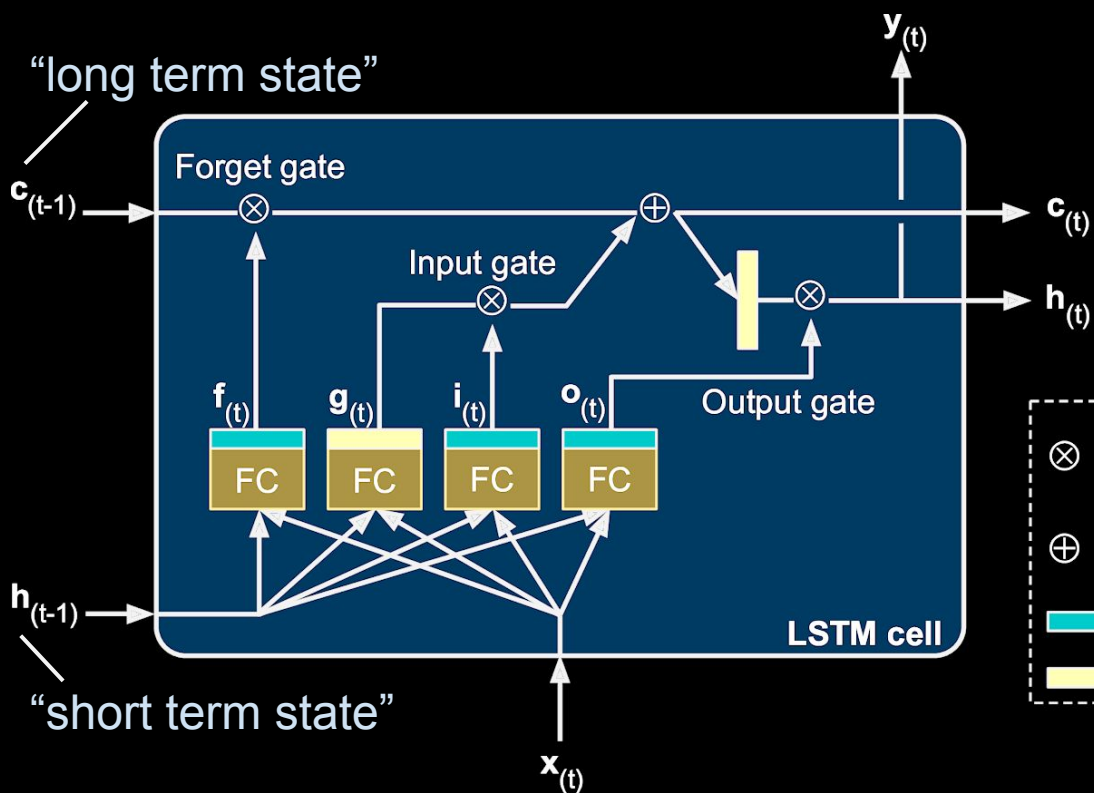 y(t)
“long term state”
Forget gate
c(t-1)
c(t)
Input gate
h(t)
f(t)
g(t)
i(t)
o(t)
Output gate
FC
FC
FC
FC
h(t-1)
LSTM cell
“short term state”
x(t)